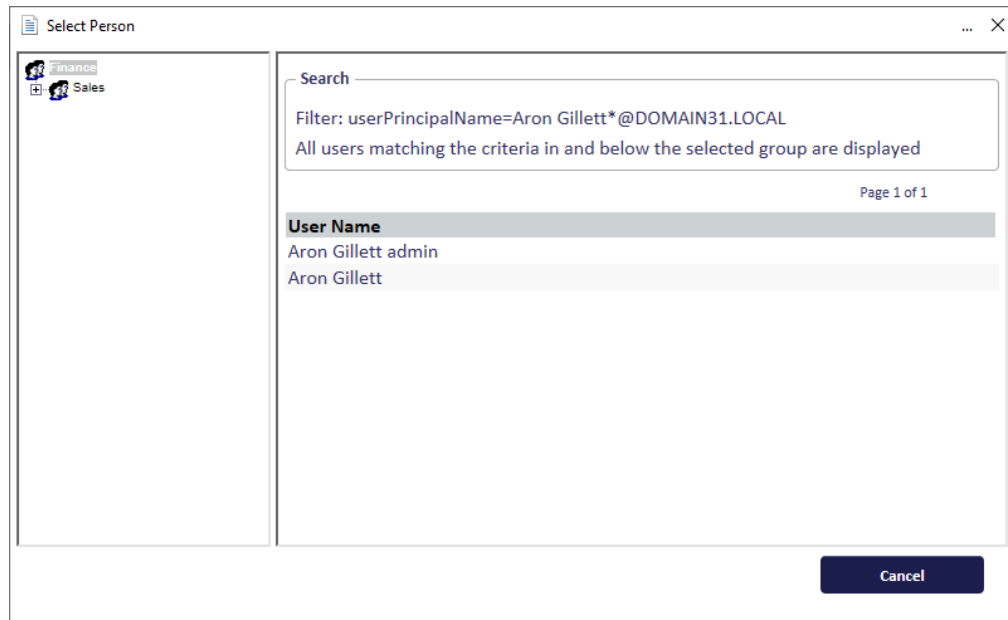 Select Person
...
Finance
Sales
Search
Filter: userPrincipalName=Aron Gillett*@DOMAIN31.LOCAL
All users matching the criteria in and below the selected group are displayed
Page 1 of 1
User Name
Aron Gillett admin
Aron Gillett
Cancel